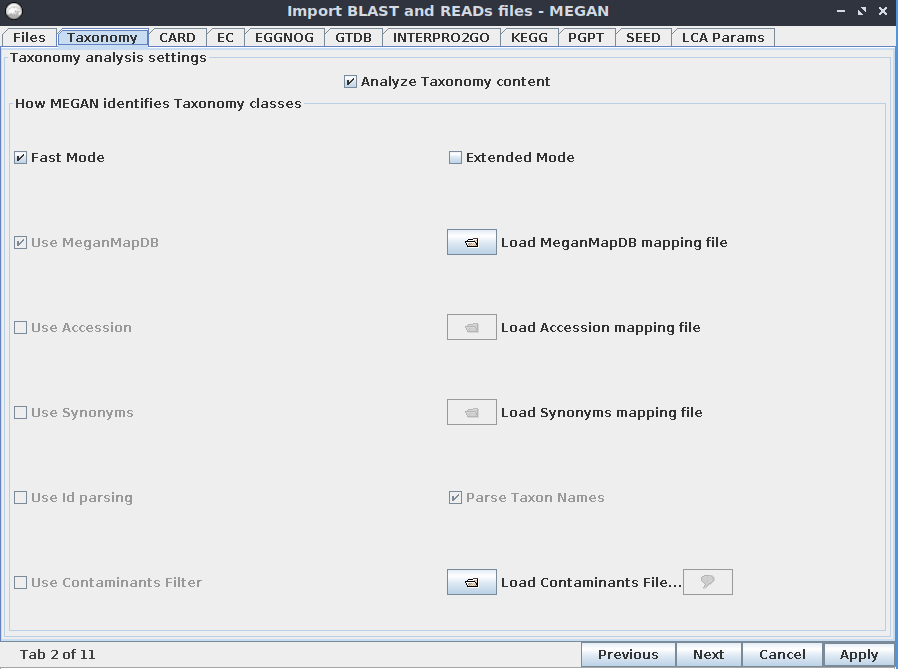 Import BLAST and READs files - MEGAN
Files Taxonomy CARD EC EGGNOG GTDB INTERPRO2GO KEGG PGPT SEED LCA Params
Taxonomy analysis settings
Analyze Taxonomy content
How MEGAN identifies Taxonomy classes
Fast Mode Extended Mode
Use MeganMapDB Load MeganMapDB mapping file
Use Accession Load Accession mapping file
Use Synonyms Load Synonyms mapping file
Use Id parsing Parse Taxon Names
Use Contaminants Filter Load Contaminants File...
Tab 2 of 11 Previous Next Cancel Apply